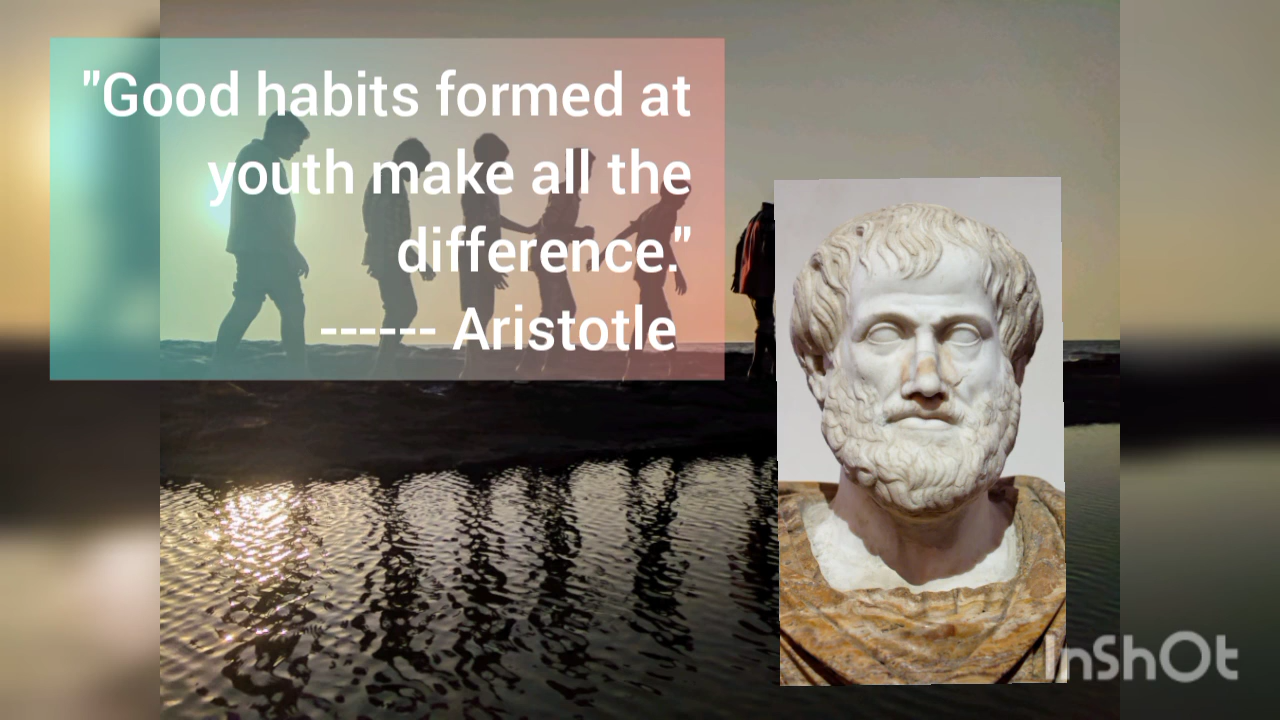 "Good habits formed at
youth make all the
difference."
------ Aristotle
InShOt